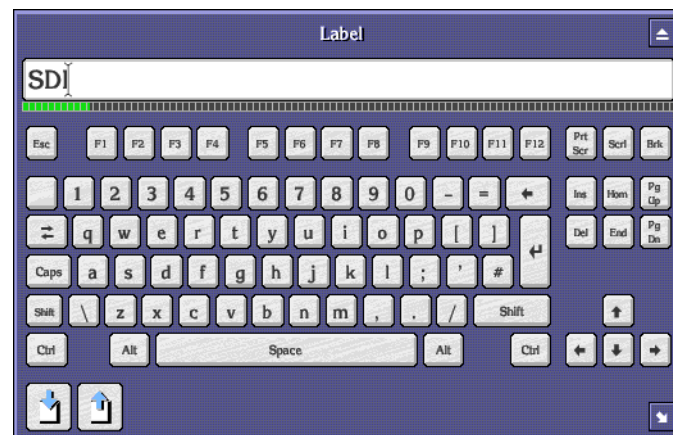 Label
SDI
Esc F1 F2 F3 F4 F5 F6 F7 F8 F9 F10 F11 F12 Prt Scr Scrl Brk
1 2 3 4 5 6 7 8 9 0 - = Ins Hom Pg Up
q w e r t y u i o p [ ] Del End Pg Dn
Caps a s d f g h j k l ; ' #
Shift \ z x c v b n m , . / Shift
Ctrl Alt Space Alt Ctrl